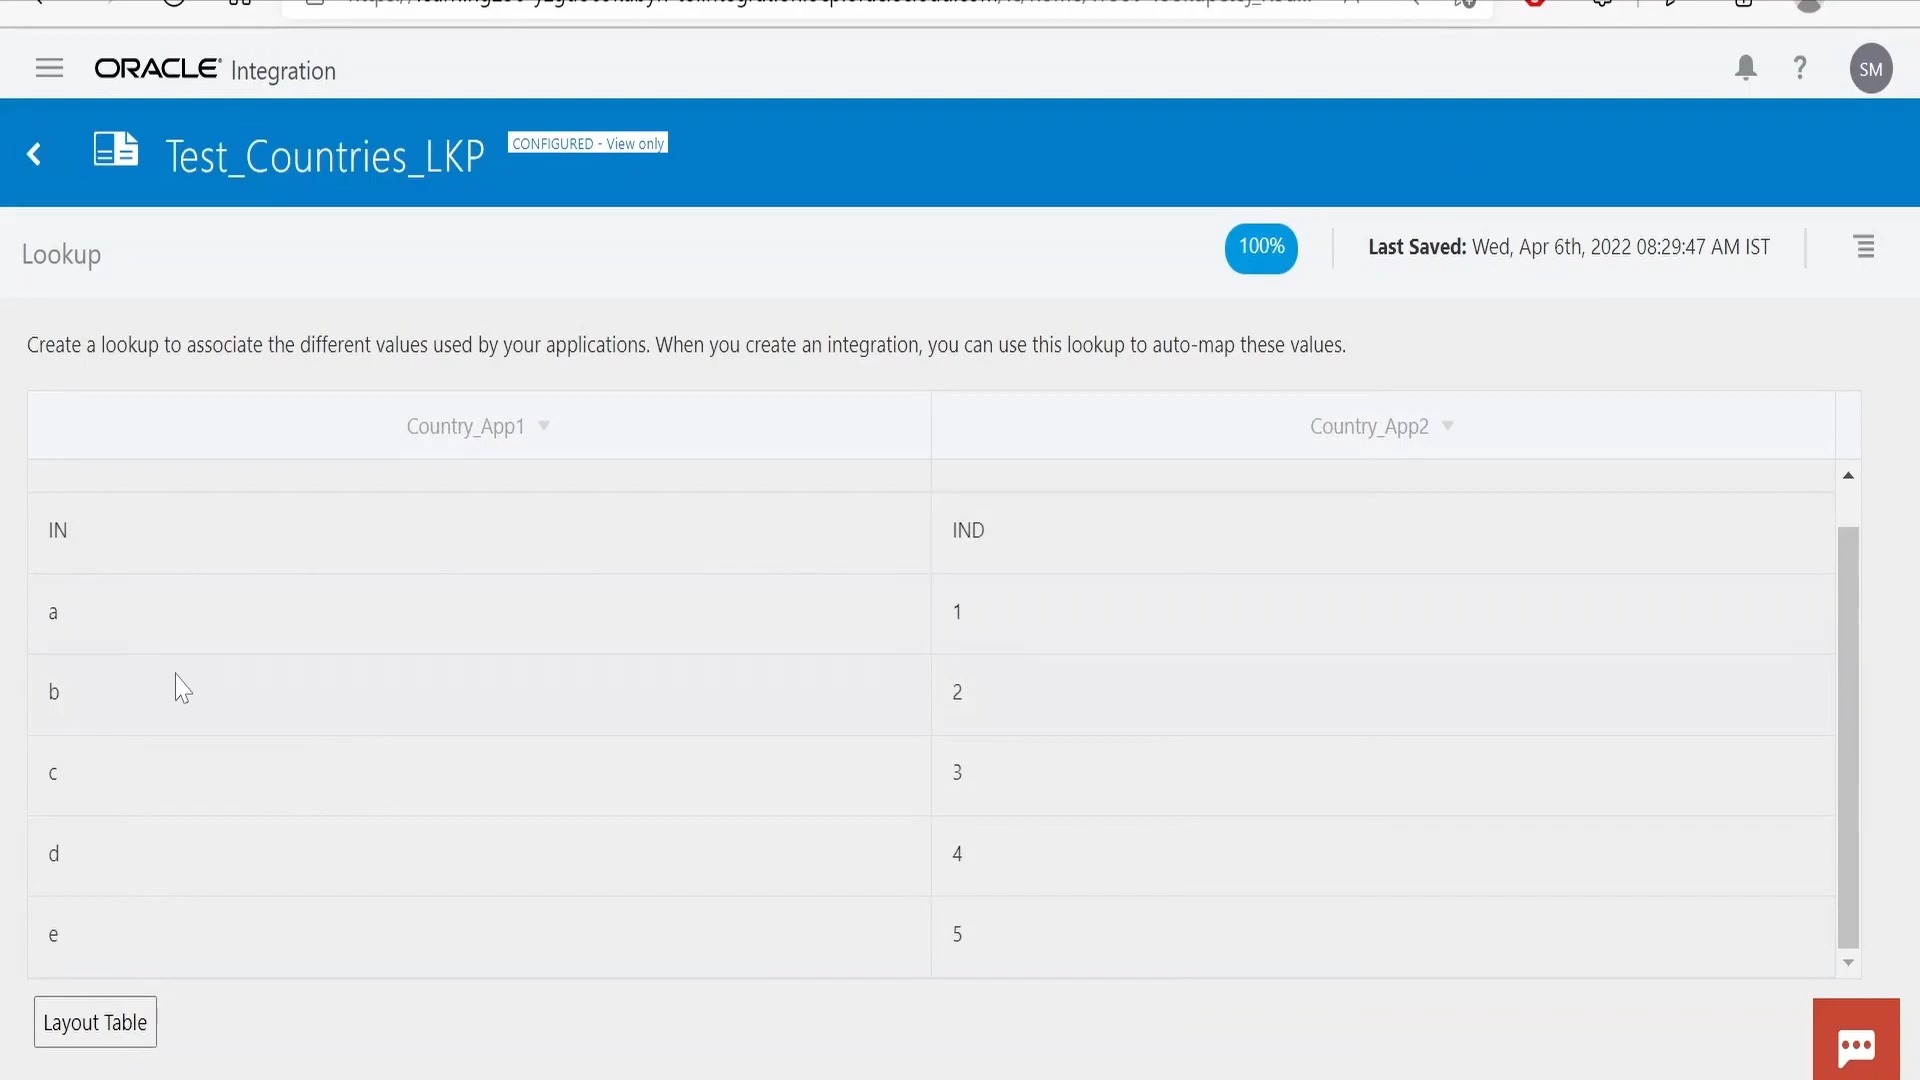 ORACLE Integration
SM
Test_Countries_LKP
CONFIGURED - View only
Lookup
100%
Last Saved: Wed, Apr 6th, 2022 08:29:47 AM IST
Create a lookup to associate the different values used by your applications. When you create an integration, you can use this lookup to auto-map these values.
Country_App1
Country_App2
IN
IND
a
1
b
2
c
3
d
4
e
5
Layout Table